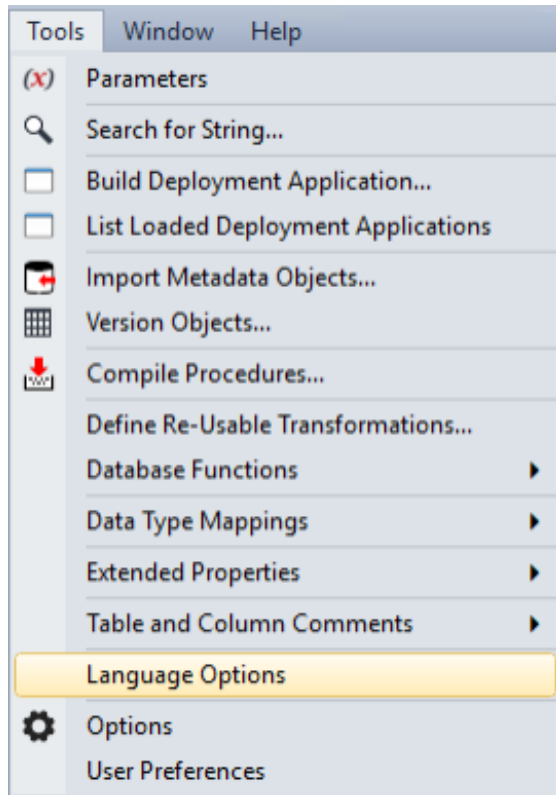 Tools Window Help
(x) Parameters
Search for String...
Build Deployment Application...
List Loaded Deployment Applications
Import Metadata Objects...
Version Objects...
Compile Procedures...
Define Re-Usable Transformations...
Database Functions
Data Type Mappings
Extended Properties
Table and Column Comments
Language Options
Options
User Preferences